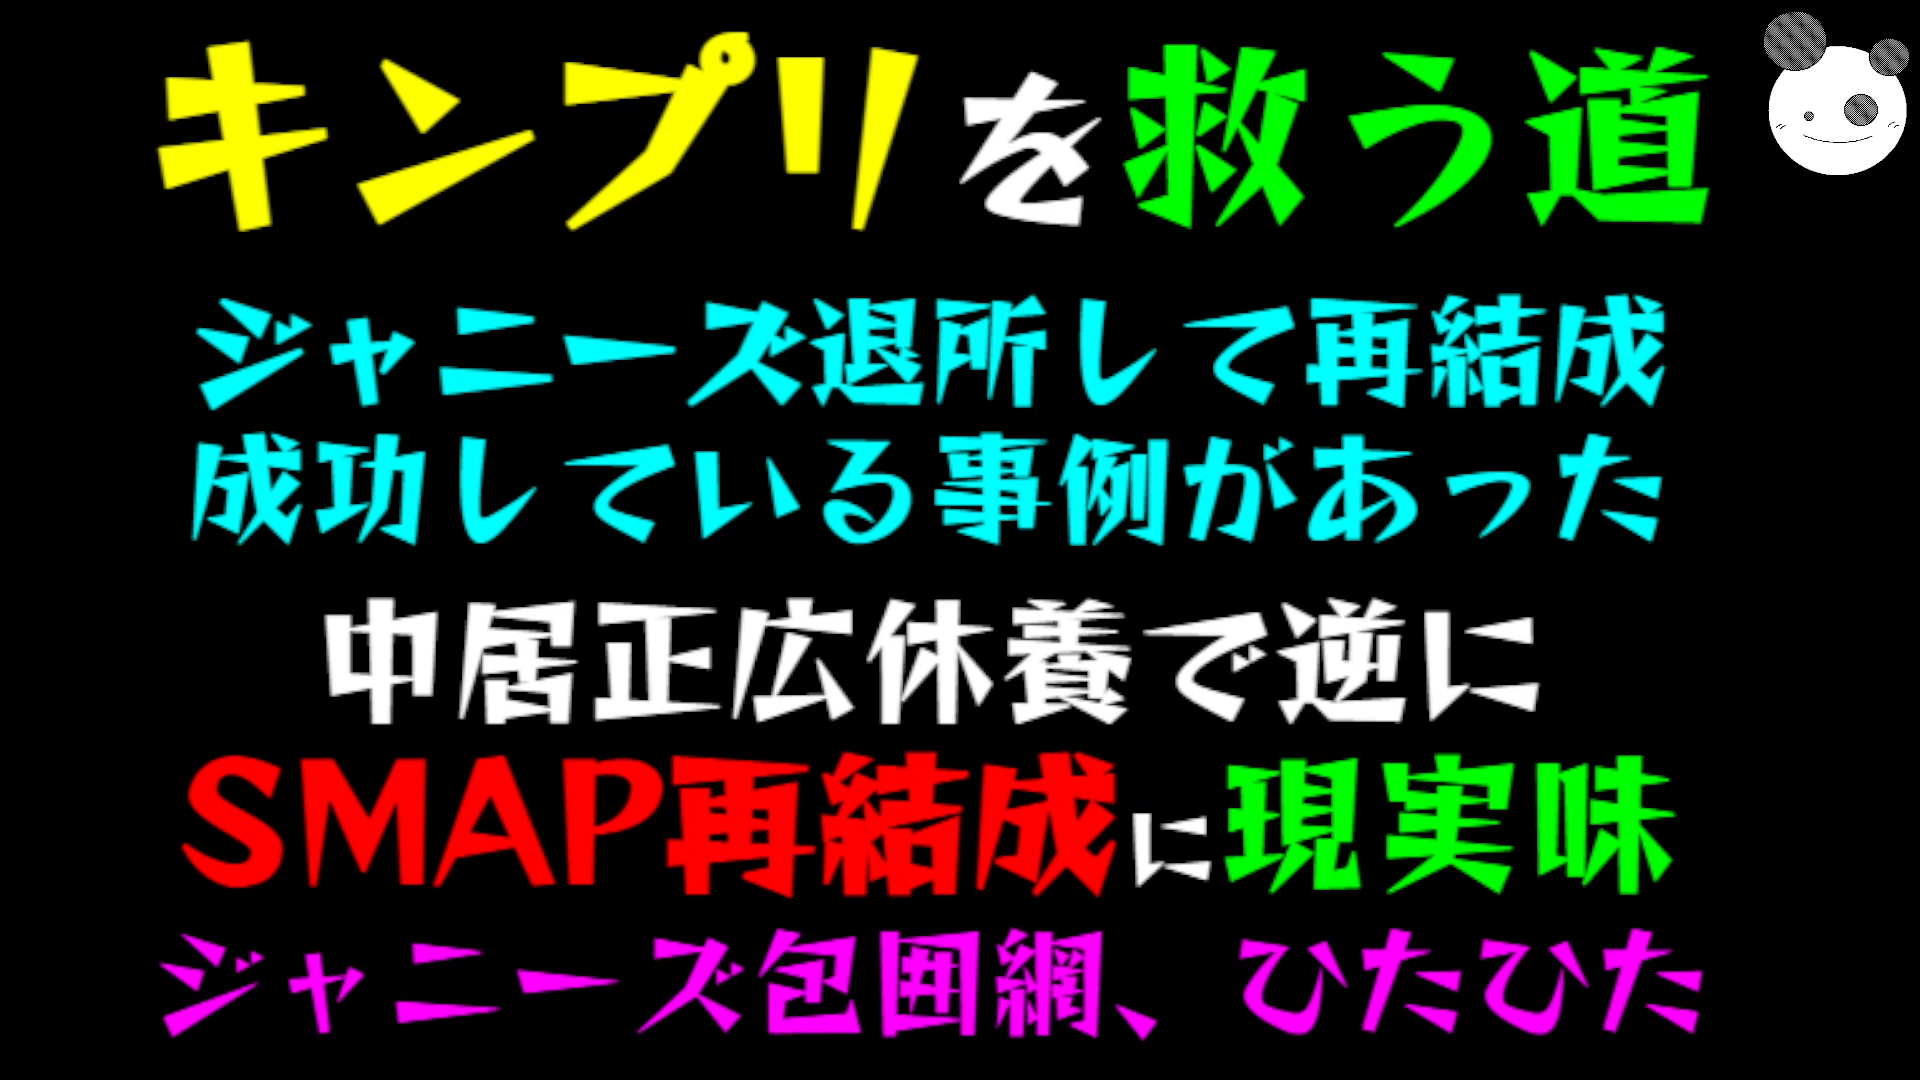 キンプリを救う道
ジャニーズ退所して再結成
成功している事例があった
中居正広休養で逆に
SMAP再結成に現実味
ジャニーズ包囲網、ひたひた